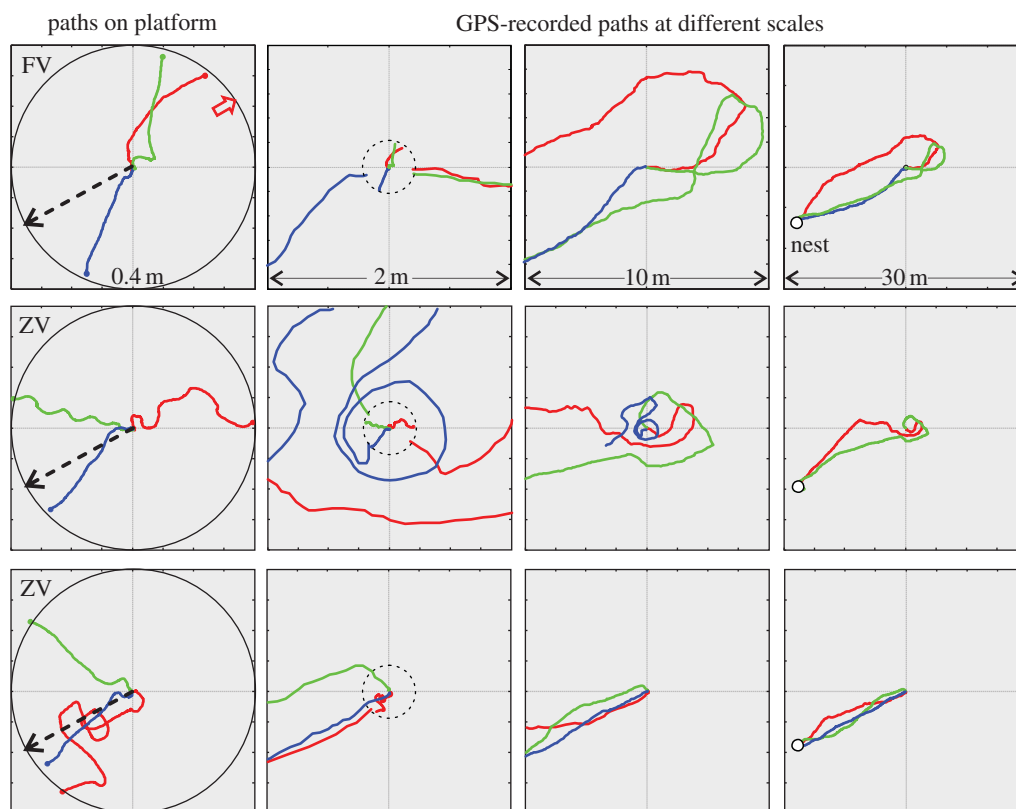 paths on platform
GPS-recorded paths at different scales
FV
nest
0.4 m
2 m
10 m
30 m
ZV
ZV